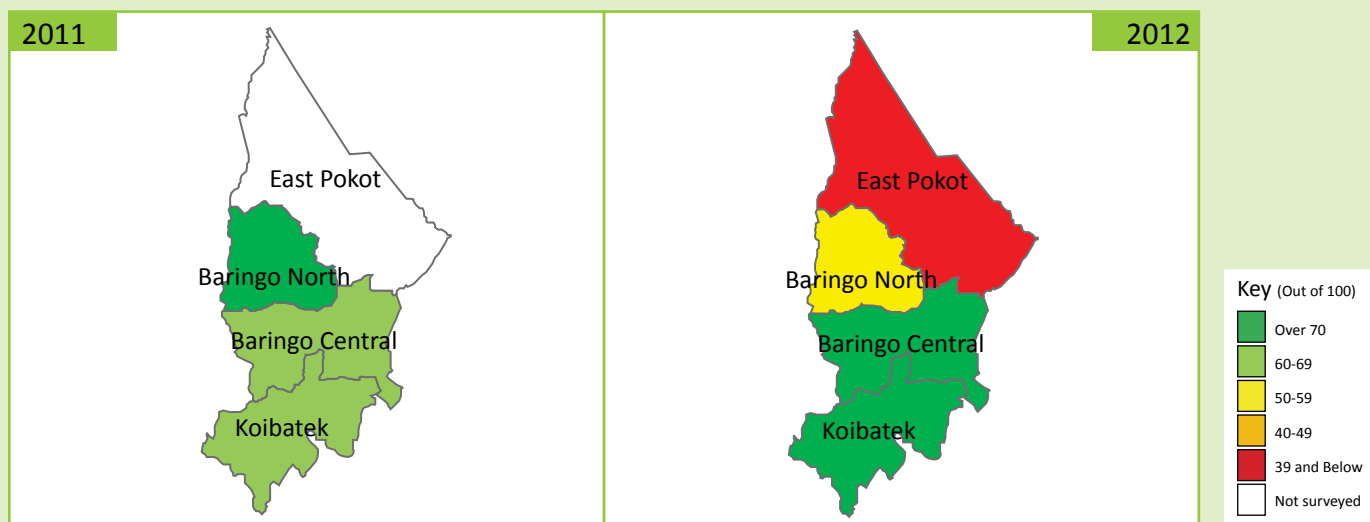 2011
East Pokot
Baringo North
Baringo Central
Koibatek
2012
East Pokot
Baringo North
Baringo Central
Koibatek
Key (Out of 100)
Over 70
60-69
50-59
40-49
39 and Below
Not surveyed